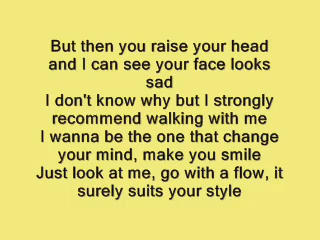 But then you raise your head
and I can see your face looks
sad
I don't know why but I strongly
recommend walking with me
I wanna be the one that change
your mind, make you smile
Just look at me, go with a flow, it
surely suits your style